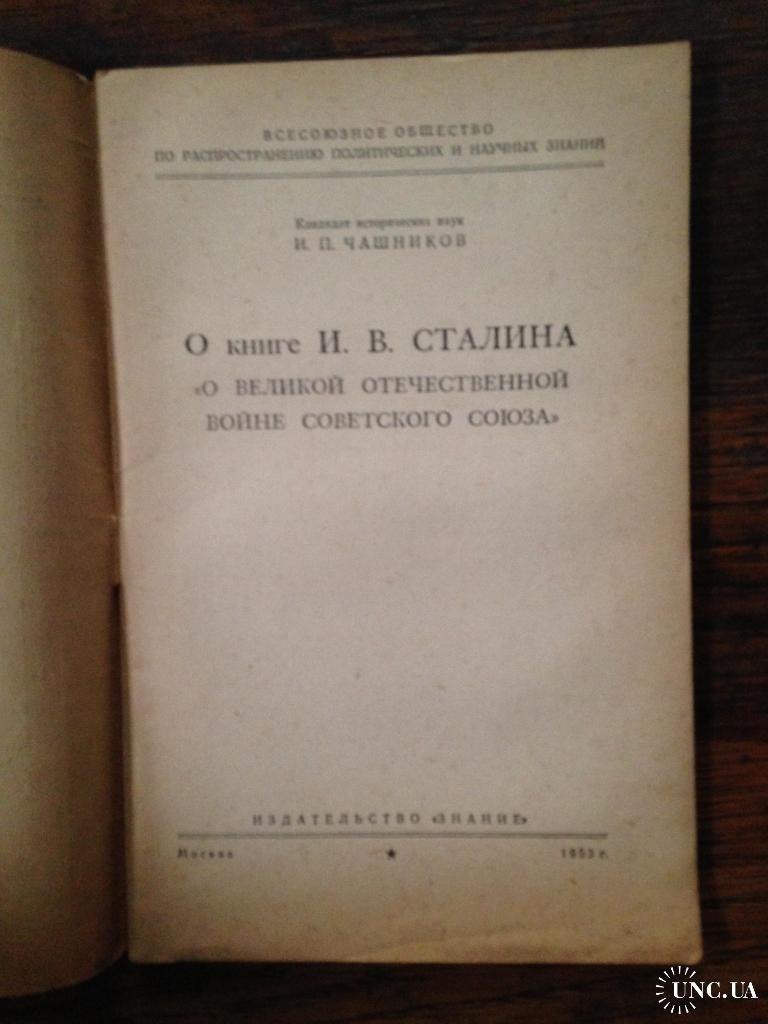 ВСЕСОЮЗНОЕ ОБЩЕСТВО
ПО РАСПРОСТРАНЕНИЮ ПОЛИТИЧЕСКИХ И НАУЧНЫХ ЗНАНИЙ
Кандидат исторических наук
И. П. ЧАШНИКОВ
О книге И. В. СТАЛИНА
«О ВЕЛИКОЙ ОТЕЧЕСТВЕННОЙ
ВОЙНЕ СОВЕТСКОГО СОЮЗА»
ИЗДАТЕЛЬСТВО «ЗНАНИЕ»
Москва ★ 1953 г.
UNC.UA